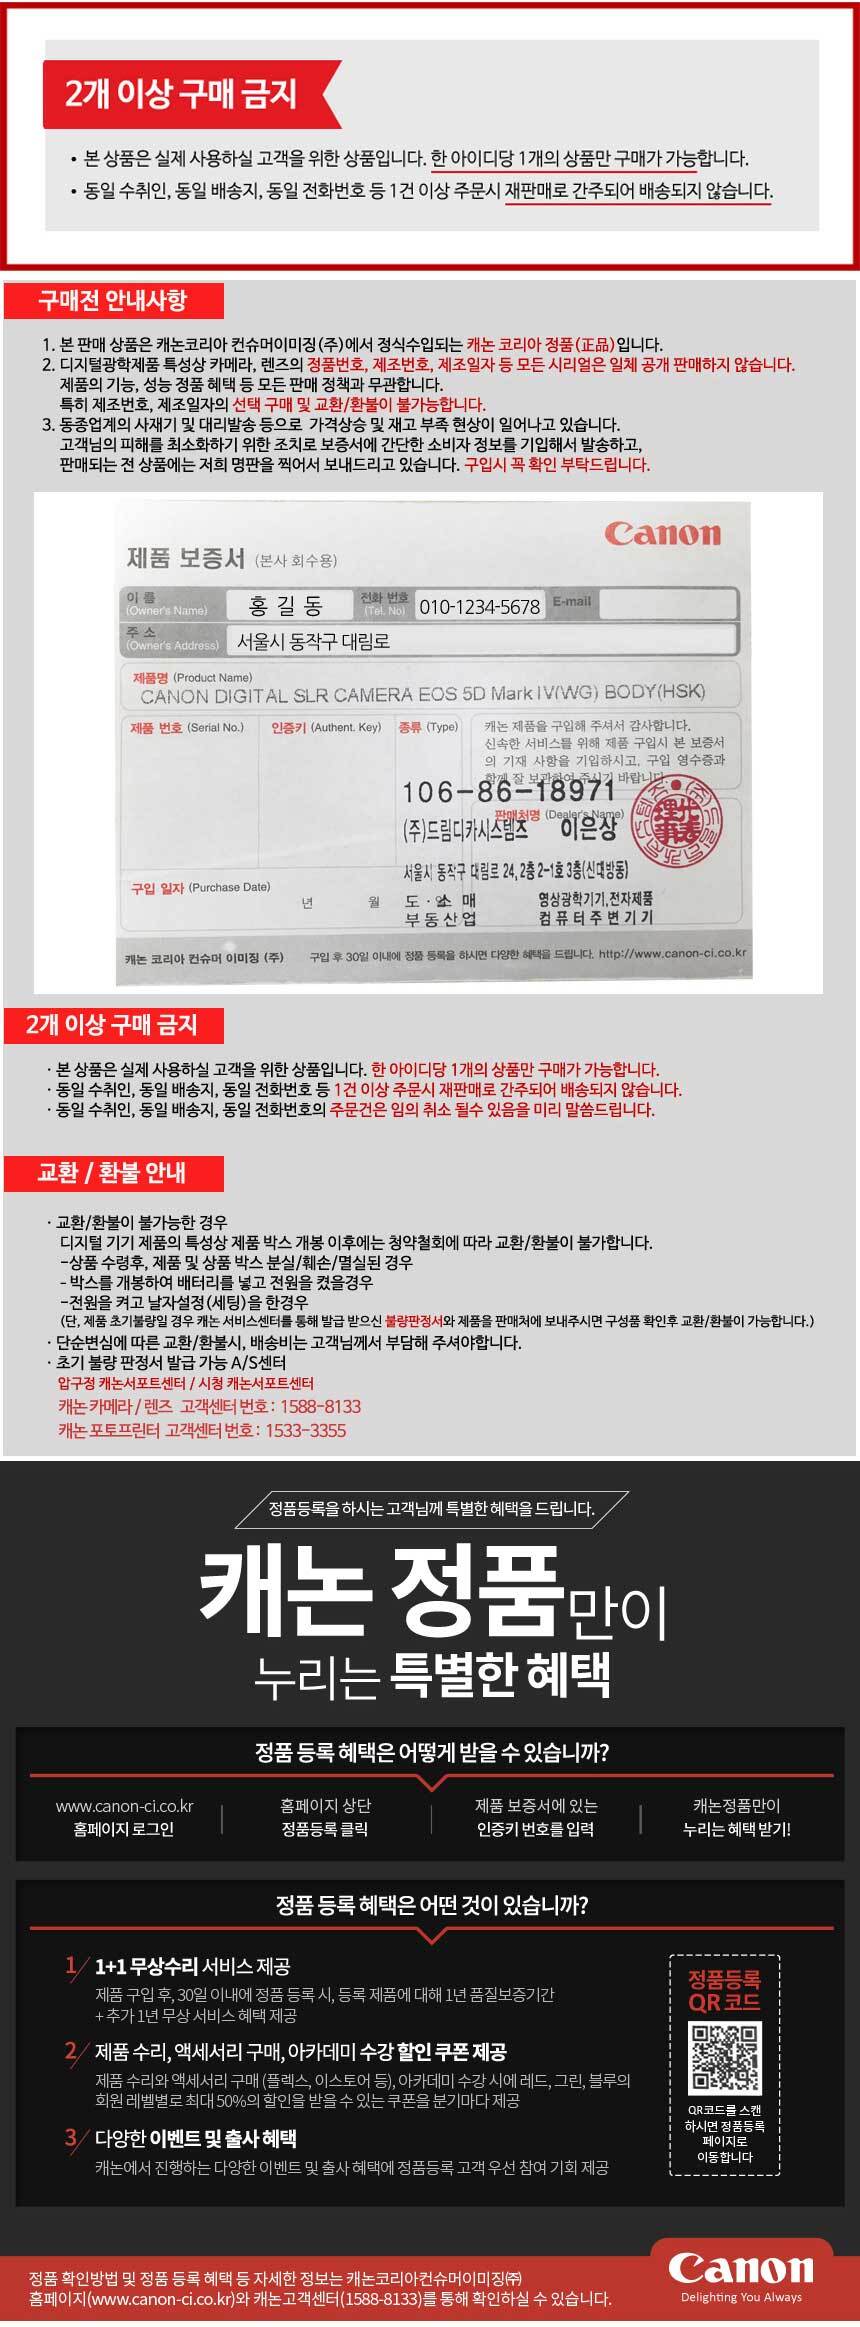 2개 이상 구매 금지
• 본 상품은 실제 사용하실 고객을 위한 상품입니다. 한 아이디당 1개의 상품만 구매가 가능합니다.
• 동일 수취인, 동일 배송지, 동일 전화번호 등 1건 이상 주문시 재판매로 간주되어 배송되지 않습니다.
구매전 안내사항
1. 본 판매 상품은 캐논코리아 컨슈머이미징(주)에서 정식수입되는 캐논 코리아 정품(正品)입니다.
2. 디지털광학제품 특성상 카메라, 렌즈의 정품번호, 제조번호, 제조일자 등 모든 시리얼은 일체 공개 판매하지 않습니다.
제품의 기능, 성능 정품 혜택 등 모든 판매 정책과 무관합니다.
특히 제조번호, 제조일자의 선택 구매 및 교환/환불이 불가능합니다.
3. 동종업계의 사재기 및 대리발송 등으로 가격상승 및 재고 부족 현상이 일어나고 있습니다.
고객님의 피해를 최소화하기 위한 조치로 보증서에 간단한 소비자 정보를 기입해서 발송하고,
판매되는 전 상품에는 저희 명판을 찍어서 보내드리고 있습니다. 구입시 꼭 확인 부탁드립니다.
Canon
제품 보증서 (본사 회수용)
이 름 (Owner's Name) 홍 길 동 전화 번호 (Tel. No) 010-1234-5678 E-mail
주 소 (Owner's Address) 서울시 동작구 대림로
제품명 (Product Name)
CANON DIGITAL SLR CAMERA EOS 5D Mark IV(WG) BODY(HSK)
제품 번호 (Serial No.) 인증키 (Authent. Key) 종류 (Type) 캐논 제품을 구입해 주셔서 감사합니다.
신속한 서비스를 위해 제품 구입시 본 보증서
의 기재 사항을 기입하시고, 구입 영수증과
함께 잘 보관하여 주시기 바랍니다.
106-86-18971
판매처명 (Dealer's Name)
(주)드림디카시스템즈 이은상
서울시 동작구 대림로 24, 2층 2-1호 3층(신대방동)
구입 일자 (Purchase Date)
년 월 일 도·소매 영상광학기기,전자제품
부동산업 컴퓨터주변기기
캐논 코리아 컨슈머 이미징 (주) 구입 후 30일 이내에 정품 등록을 하시면 다양한 혜택을 드립니다. http://www.canon-ci.co.kr
2개 이상 구매 금지
· 본 상품은 실제 사용하실 고객을 위한 상품입니다. 한 아이디당 1개의 상품만 구매가 가능합니다.
· 동일 수취인, 동일 배송지, 동일 전화번호 등 1건 이상 주문시 재판매로 간주되어 배송되지 않습니다.
· 동일 수취인, 동일 배송지, 동일 전화번호의 주문건은 임의 취소 될수 있음을 미리 말씀드립니다.
교환 / 환불 안내
· 교환/환불이 불가능한 경우
디지털 기기 제품의 특성상 제품 박스 개봉 이후에는 청약철회에 따라 교환/환불이 불가합니다.
-상품 수령후, 제품 및 상품 박스 분실/훼손/멸실된 경우
- 박스를 개봉하여 배터리를 넣고 전원을 켰을경우
-전원을 켜고 날자설정(세팅)을 한경우
(단, 제품 초기불량일 경우 캐논 서비스센터를 통해 발급 받으신 불량판정서와 제품을 판매처에 보내주시면 구성품 확인후 교환/환불이 가능합니다.)
· 단순변심에 따른 교환/환불시, 배송비는 고객님께서 부담해 주셔야합니다.
· 초기 불량 판정서 발급 가능 A/S센터
압구정 캐논서포트센터 / 시청 캐논서포트센터
캐논 카메라 / 렌즈 고객센터 번호 : 1588-8133
캐논 포토프린터 고객센터 번호 : 1533-3355
정품등록을 하시는 고객님께 특별한 혜택을 드립니다.
캐논 정품만이
누리는 특별한 혜택
정품 등록 혜택은 어떻게 받을 수 있습니까?
www.canon-ci.co.kr 홈페이지 상단 제품 보증서에 있는 캐논정품만이
홈페이지 로그인 정품등록 클릭 인증키 번호를 입력 누리는 혜택 받기!
정품 등록 혜택은 어떤 것이 있습니까?
1/ 1+1 무상수리 서비스 제공
제품 구입 후, 30일 이내에 정품 등록 시, 등록 제품에 대해 1년 품질보증기간
+ 추가 1년 무상 서비스 혜택 제공
2/ 제품 수리, 액세서리 구매, 아카데미 수강 할인 쿠폰 제공
제품 수리와 액세서리 구매 (플렉스, 이스토어 등), 아카데미 수강 시에 레드, 그린, 블루의
회원 레벨별로 최대 50%의 할인을 받을 수 있는 쿠폰을 분기마다 제공
3/ 다양한 이벤트 및 출사 혜택
캐논에서 진행하는 다양한 이벤트 및 출사 혜택에 정품등록 고객 우선 참여 기회 제공
정품등록
QR 코드
QR코드를 스캔
하시면 정품등록
페이지로
이동합니다
정품 확인방법 및 정품 등록 혜택 등 자세한 정보는 캐논코리아컨슈머이미징㈜
홈페이지(www.canon-ci.co.kr)와 캐논고객센터(1588-8133)를 통해 확인하실 수 있습니다.
Canon
Delighting You Always